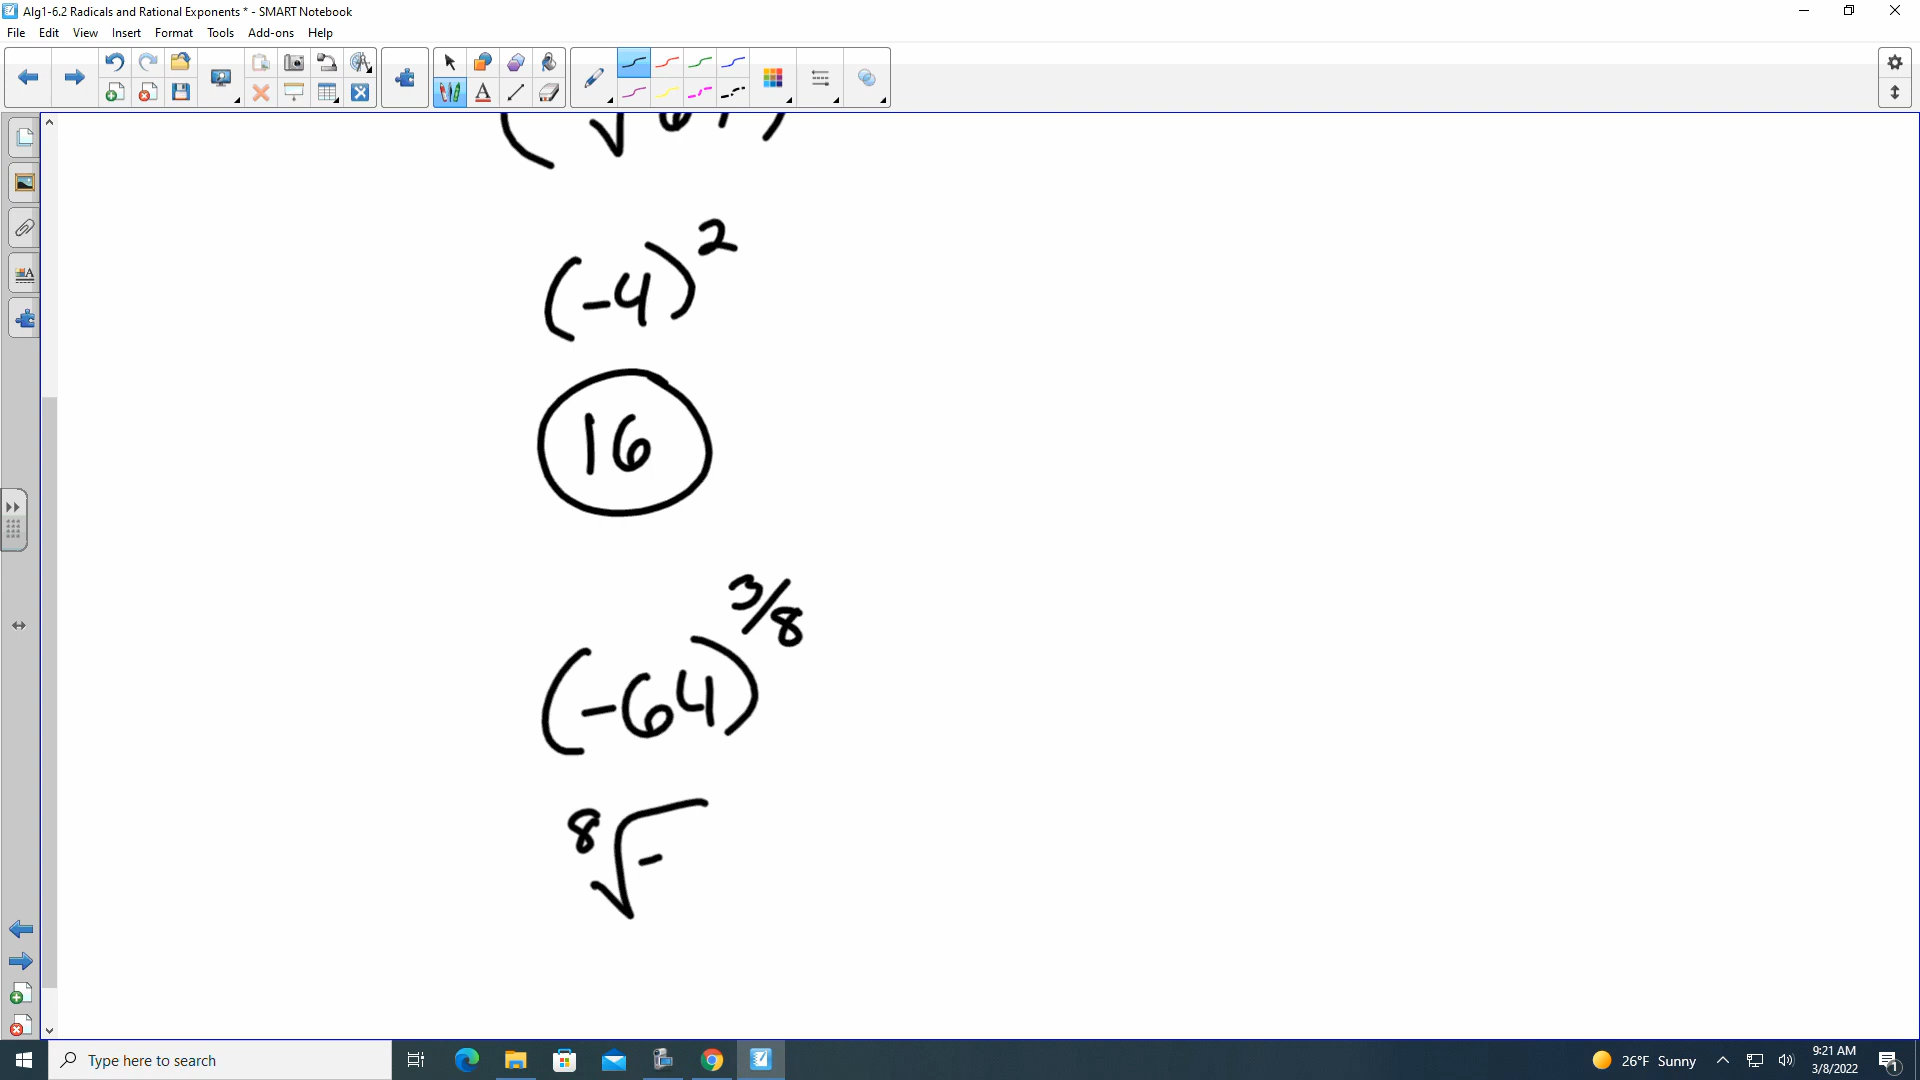 Alg1-6.2 Radicals and Rational Exponents * - SMART Notebook
File Edit View Insert Format Tools Add-ons Help
(-4)²
16
(-64)^3/8
⁸√-
Type here to search
26°F Sunny
9:21 AM
3/8/2022
1